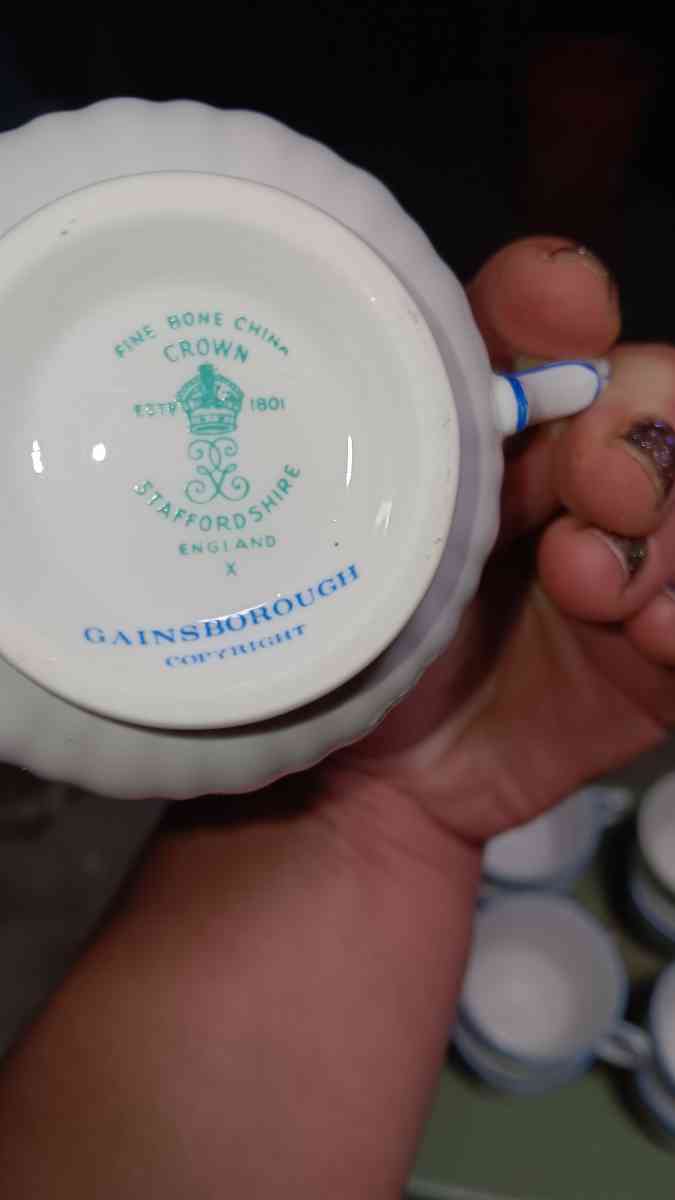 FINE BONE CHINA
CROWN
ESTD 1801
STAFFORDSHIRE
ENGLAND
X
GAINSBOROUGH
COPYRIGHT